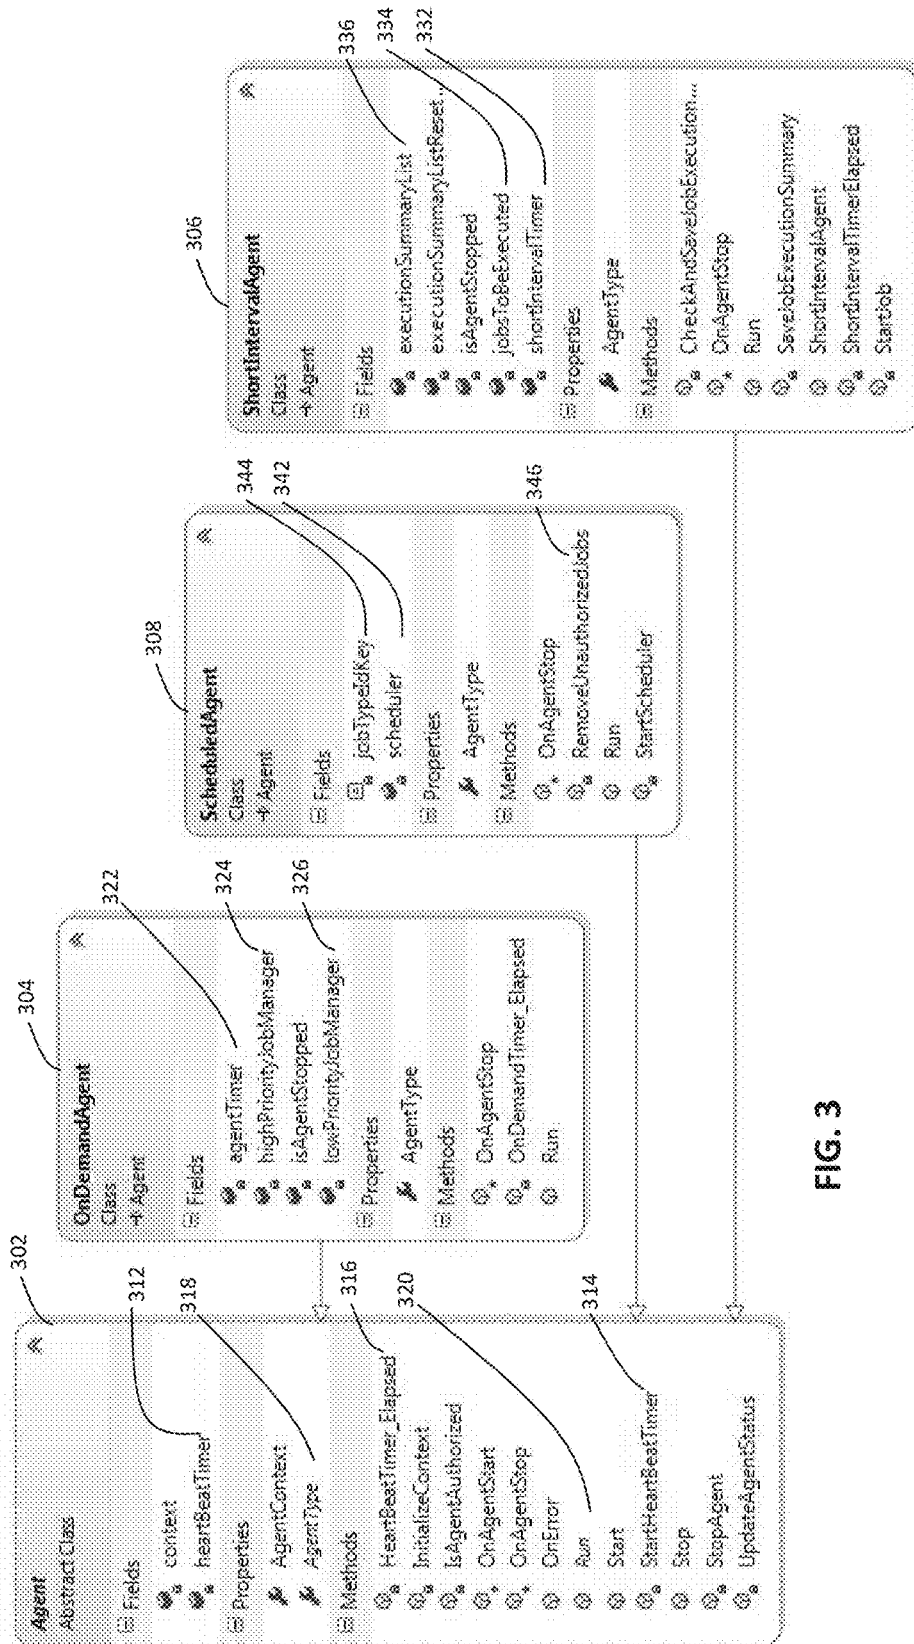 Agent
Abstract Class
Fields
context
heartBeatTimer
Properties
AgentContext
AgentType
Methods
HeartBeatTimer_Elapsed
InitializeContext
IsAgentAuthorized
OnAgentStart
OnAgentStop
OnError
Run
Start
StartHeartBeatTimer
Stop
StopAgent
UpdateAgentStatus
302
312
318
316
320
314
OnDemandAgent
Class
Agent
Fields
agentTimer
highPriorityJobManager
isAgentStopped
lowPriorityJobManager
Properties
AgentType
Methods
OnAgentStop
OnDemandTimer_Elapsed
Run
304
322
324
326
ScheduledAgent
Class
Agent
Fields
jobTypeIdKey
scheduler
Properties
AgentType
Methods
OnAgentStop
RemoveUnauthorizedJobs
Run
StartScheduler
308
344
342
346
ShortIntervalAgent
Class
Agent
Fields
executionSummaryList
executionSummaryListReset...
isAgentStopped
jobsToBeExecuted
shortIntervalTimer
Properties
AgentType
Methods
CheckAndSaveJobExecution...
OnAgentStop
Run
SaveJobExecutionSummary
ShortIntervalAgent
ShortIntervalTimerElapsed
StartJob
306
336
334
332
FIG. 3